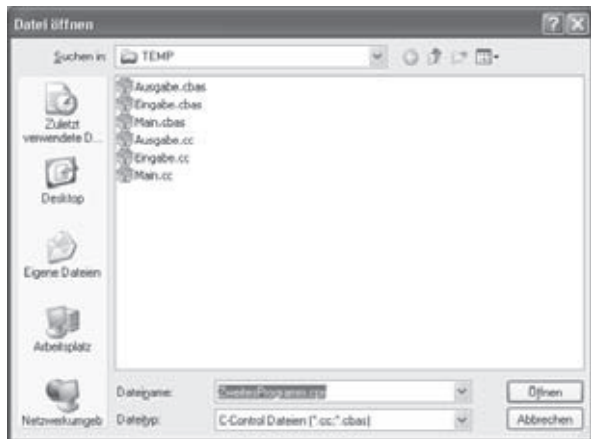 Datei öffnen
Suchen in: TEMP
Zuletzt
verwendete D...
Desktop
Eigene Dateien
Arbeitsplatz
Netzwerkumgeb
Ausgabe.cbas
Eingabe.cbas
Main.cbas
Ausgabe.cc
Eingabe.cc
Main.cc
Dateiname: Öffnen
Dateityp: C-Control Dateien (*.cc;*.cbas) Abbrechen